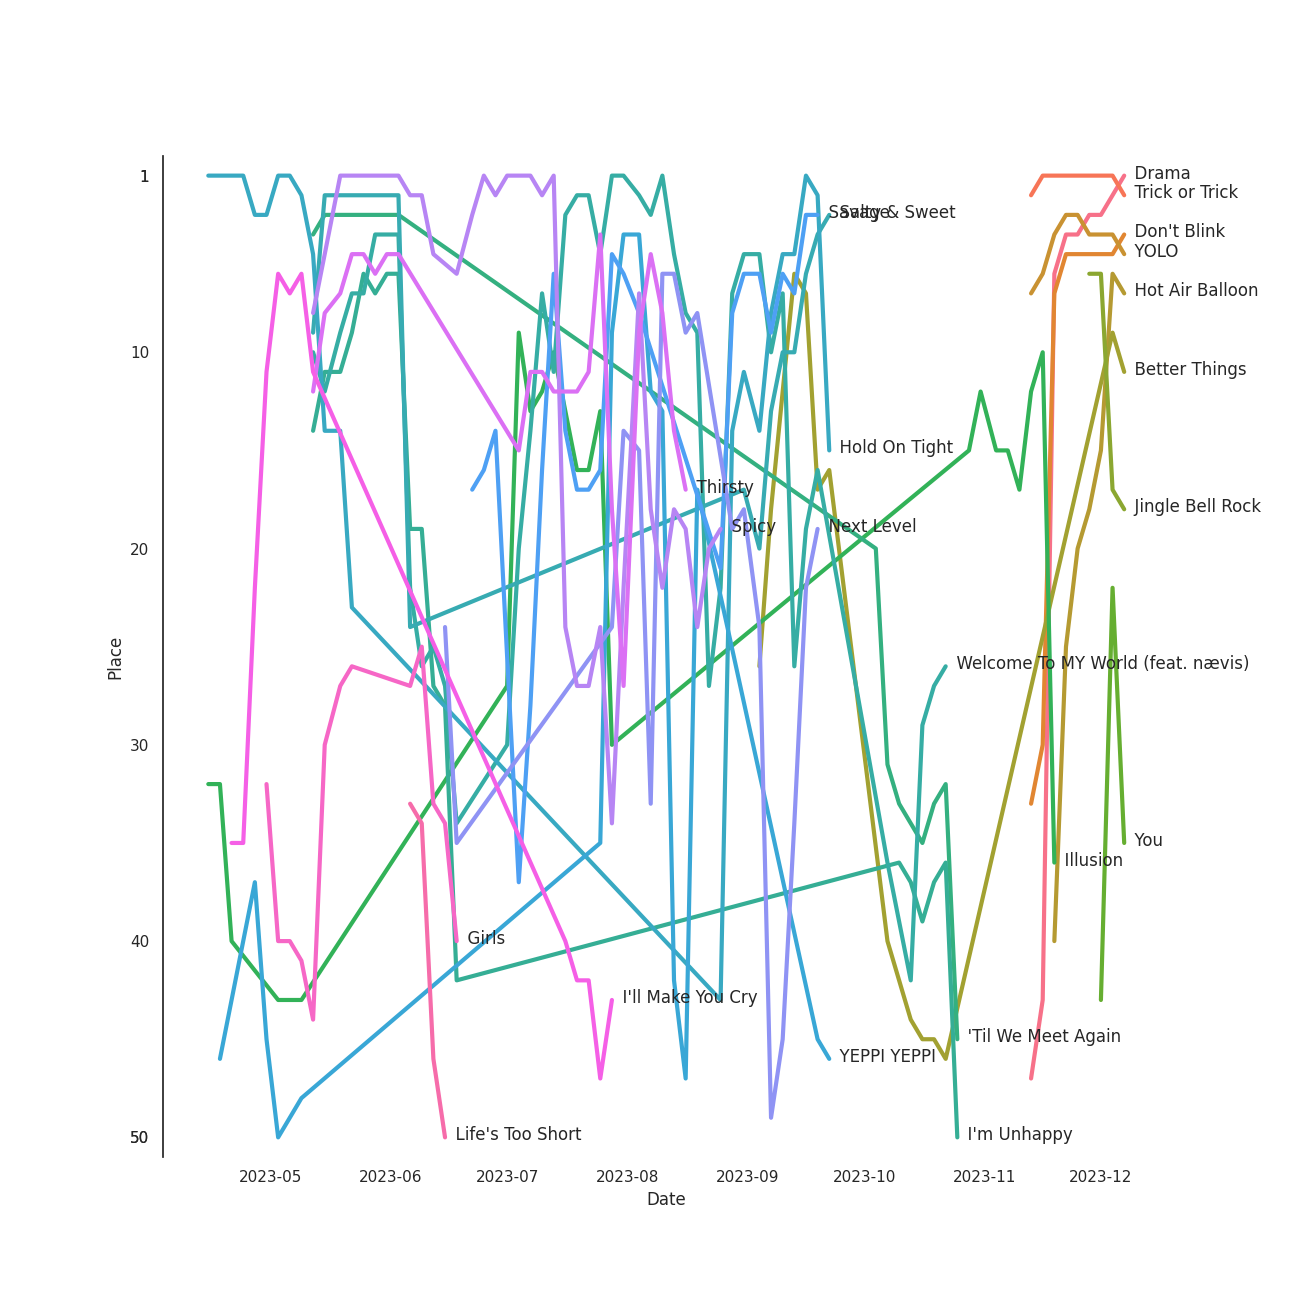 Drama
1
Trick or Trick
Savage
Salty & Sweet
Don't Blink
YOLO
Hot Air Balloon
10
Better Things
Hold On Tight
Thirsty
Jingle Bell Rock
Spicy
Next Level
20
Welcome To MY World (feat. nævis)
Place
30
You
Illusion
Girls
40
I'll Make You Cry
'Til We Meet Again
YEPPI YEPPI
Life's Too Short
I'm Unhappy
50
2023-05 2023-06 2023-07 2023-08 2023-09 2023-10 2023-11 2023-12
Date